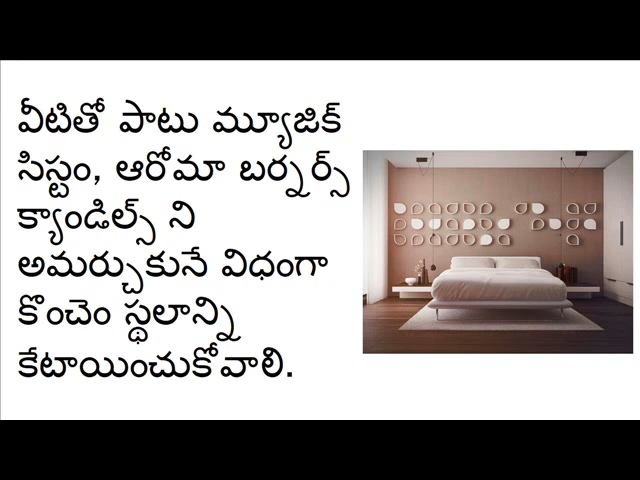 వీటితో పాటు మ్యూజిక్
సిస్టం, ఆరోమా బర్నర్స్
క్యాండిల్స్ ని
అమర్చుకునే విధంగా
కొంచెం స్థలాన్ని
కేటాయించుకోవాలి.